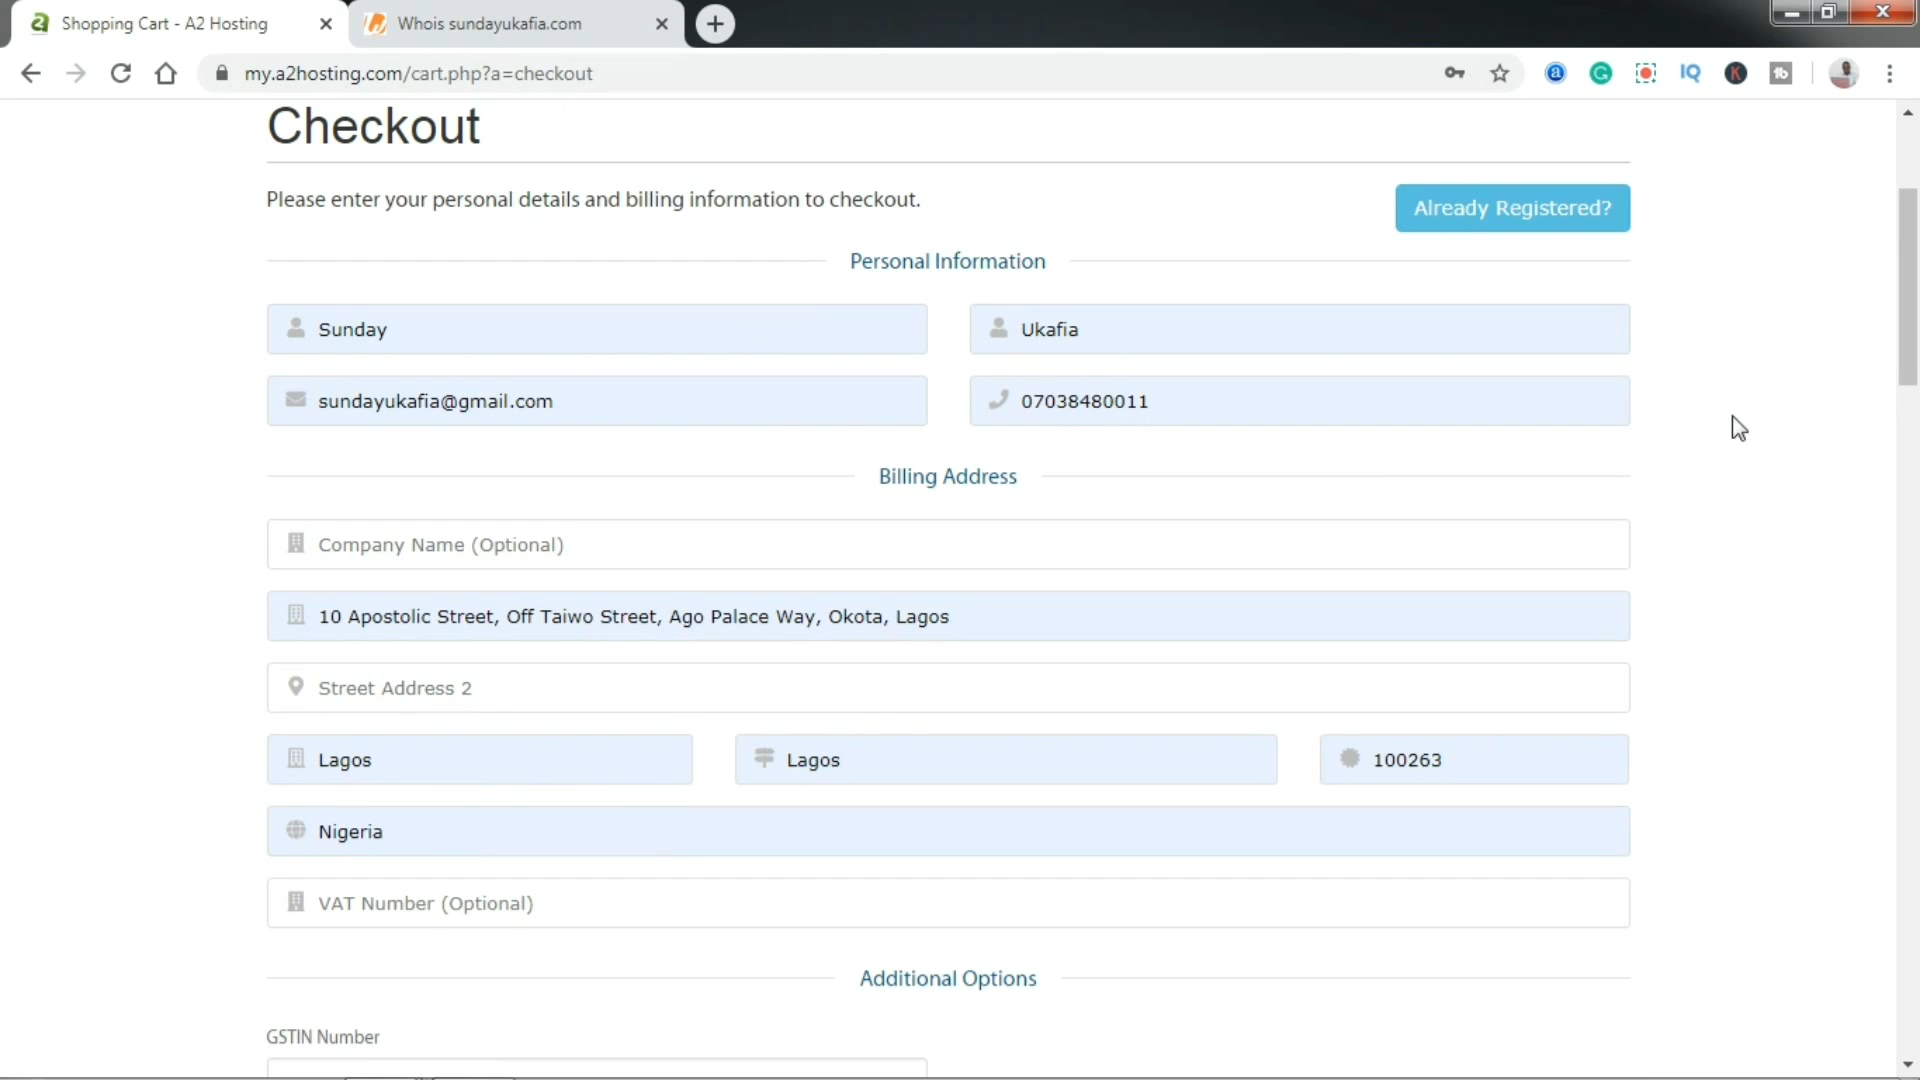 Shopping Cart - A2 Hosting
Whois sundayukafia.com
my.a2hosting.com/cart.php?a=checkout
Checkout
Please enter your personal details and billing information to checkout.
Already Registered?
Personal Information
Sunday
Ukafia
sundayukafia@gmail.com
07038480011
Billing Address
Company Name (Optional)
10 Apostolic Street, Off Taiwo Street, Ago Palace Way, Okota, Lagos
Street Address 2
Lagos
Lagos
100263
Nigeria
VAT Number (Optional)
Additional Options
GSTIN Number